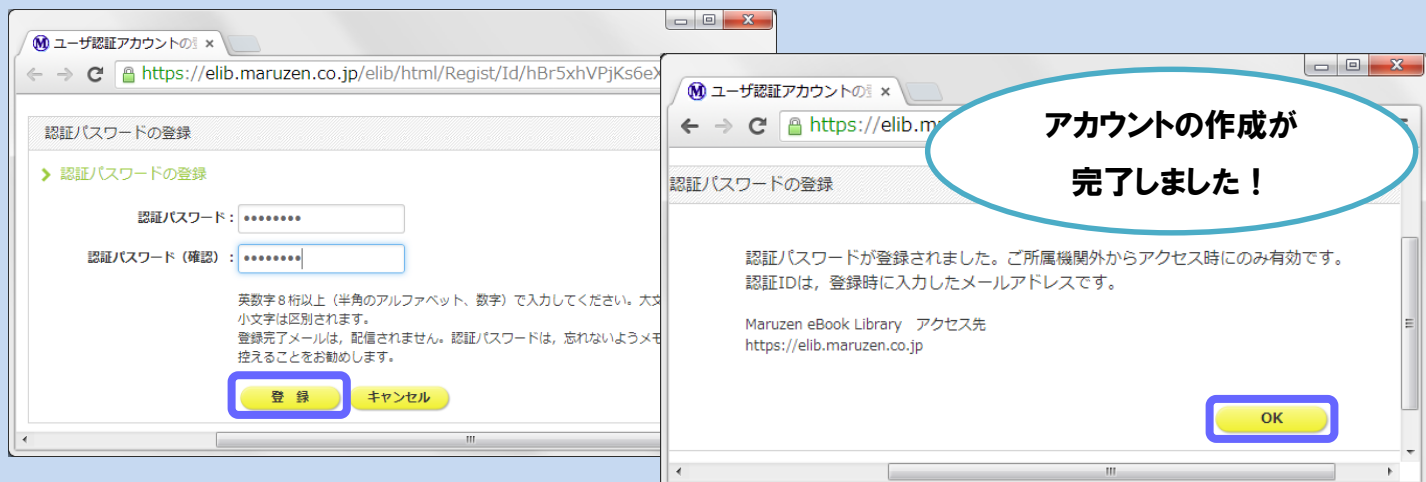 ユーザ認証アカウントの
https://elib.maruzen.co.jp/elib/html/Regist/Id/hBr5xhVPjKs6eX
認証パスワードの登録
認証パスワードの登録
認証パスワード：••••••••
認証パスワード（確認）：••••••••
英数字８桁以上（半角のアルファベット、数字）で入力してください。大文
小文字は区別されます。
登録完了メールは，配信されません。認証パスワードは，忘れないようメモ
控えることをお勧めします。
登 録 キャンセル
ユーザ認証アカウントの
https://elib.m
アカウントの作成が
完了しました！
認証パスワードの登録
認証パスワードが登録されました。ご所属機関外からアクセス時にのみ有効です。
認証IDは，登録時に入力したメールアドレスです。
Maruzen eBook Library　アクセス先
https://elib.maruzen.co.jp
OK